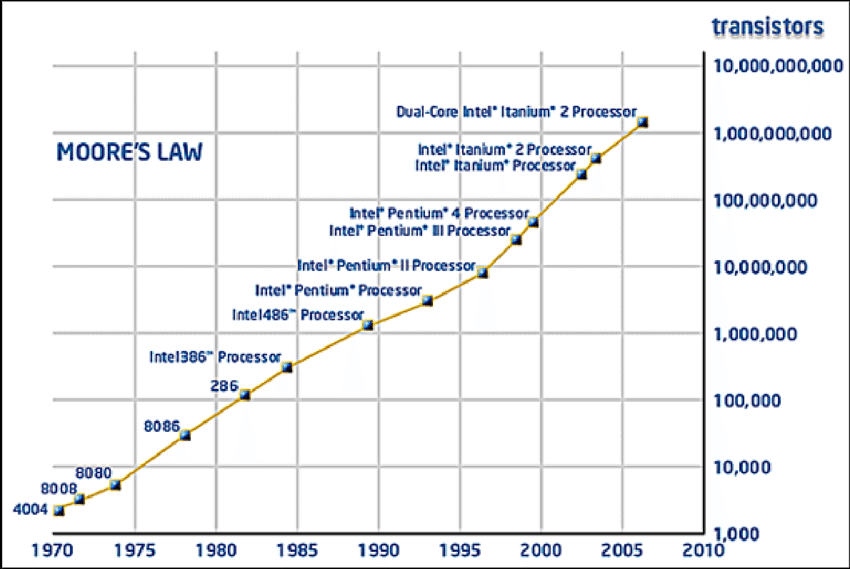 transistors
10,000,000,000
Dual-Core Intel® Itanium® 2 Processor
1,000,000,000
MOORE'S LAW
Intel® Itanium® 2 Processor
Intel® Itanium® Processor
100,000,000
Intel® Pentium® 4 Processor
Intel® Pentium® III Processor
Intel® Pentium® II Processor
10,000,000
Intel® Pentium® Processor
Intel486™ Processor
1,000,000
Intel386™ Processor
286
100,000
8086
8080
10,000
8008
4004
1,000
1970 1975 1980 1985 1990 1995 2000 2005 2010